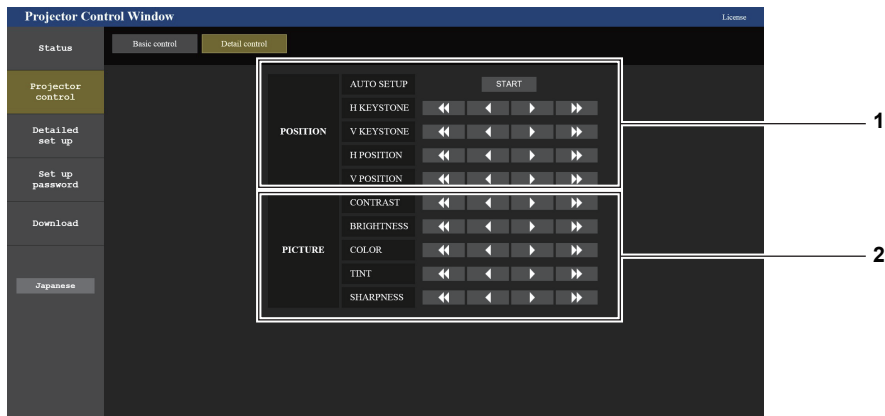 Projector Control Window
License
Status
Basic control
Detail control
Projector
control
Detailed
set up
Set up
password
Download
Japanese
POSITION
AUTO SETUP
START
H KEYSTONE
V KEYSTONE
H POSITION
V POSITION
PICTURE
CONTRAST
BRIGHTNESS
COLOR
TINT
SHARPNESS
1
2